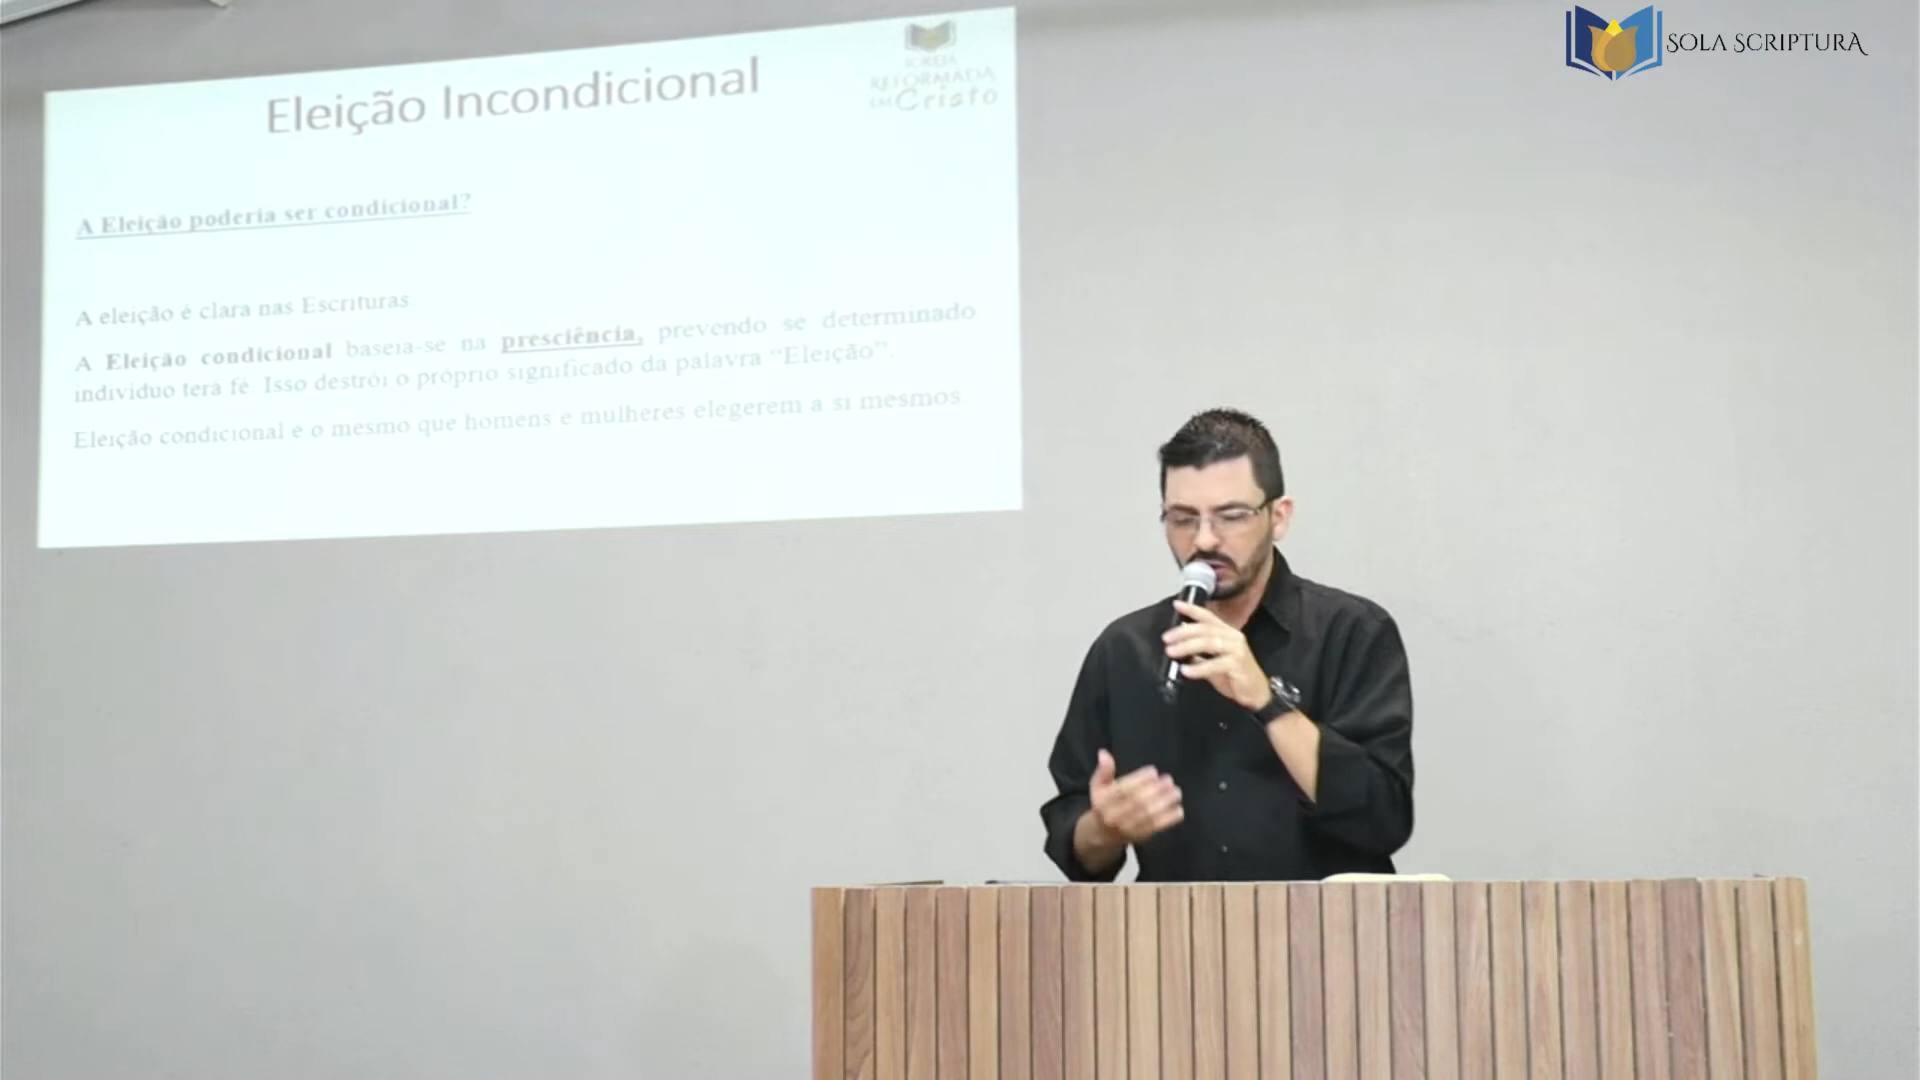 SOLA SCRIPTURA
Eleição Incondicional
IGREJA
REFORMADA
EM Cristo
A Eleição poderia ser condicional?
A eleição é clara nas Escrituras.
A Eleição condicional baseia-se na presciência, prevendo se determinado
indivíduo terá fé. Isso destrói o próprio significado da palavra “Eleição”.
Eleição condicional é o mesmo que homens e mulheres elegerem a si mesmos.